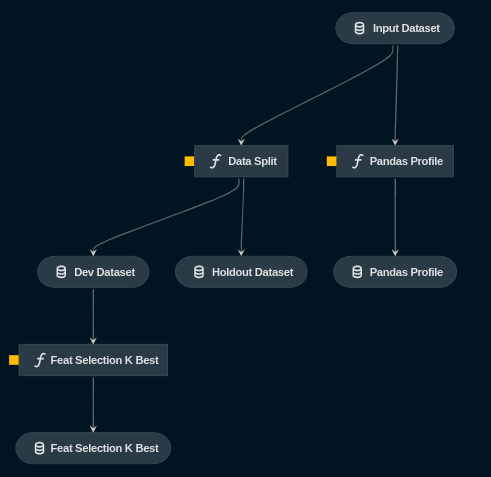 Input Dataset
Data Split
Pandas Profile
Dev Dataset
Holdout Dataset
Pandas Profile
Feat Selection K Best
Feat Selection K Best